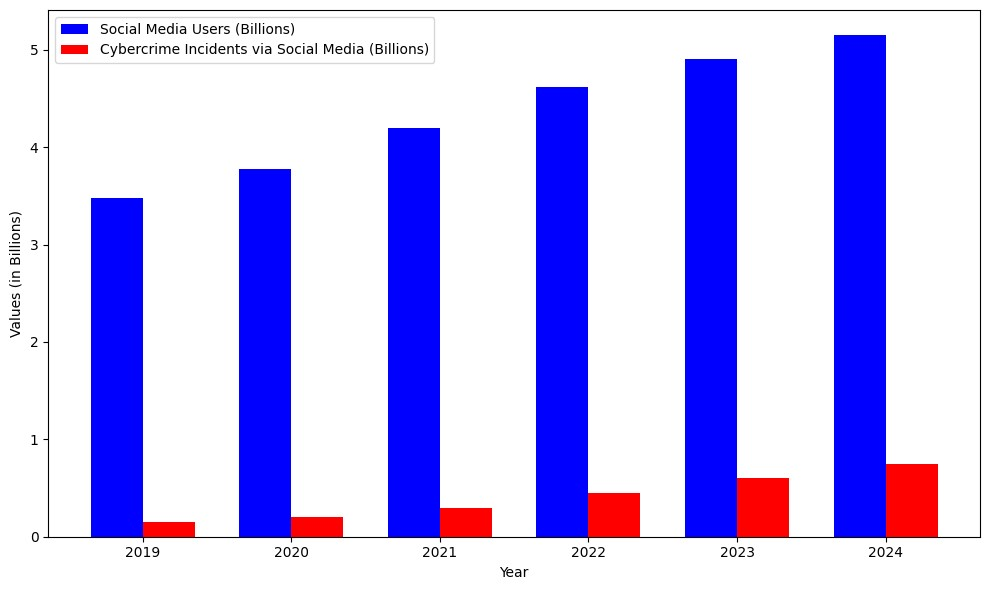 Social Media Users (Billions)
Cybercrime Incidents via Social Media (Billions)
5
4
3
2
1
0
Values (in Billions)
2019 2020 2021 2022 2023 2024
Year